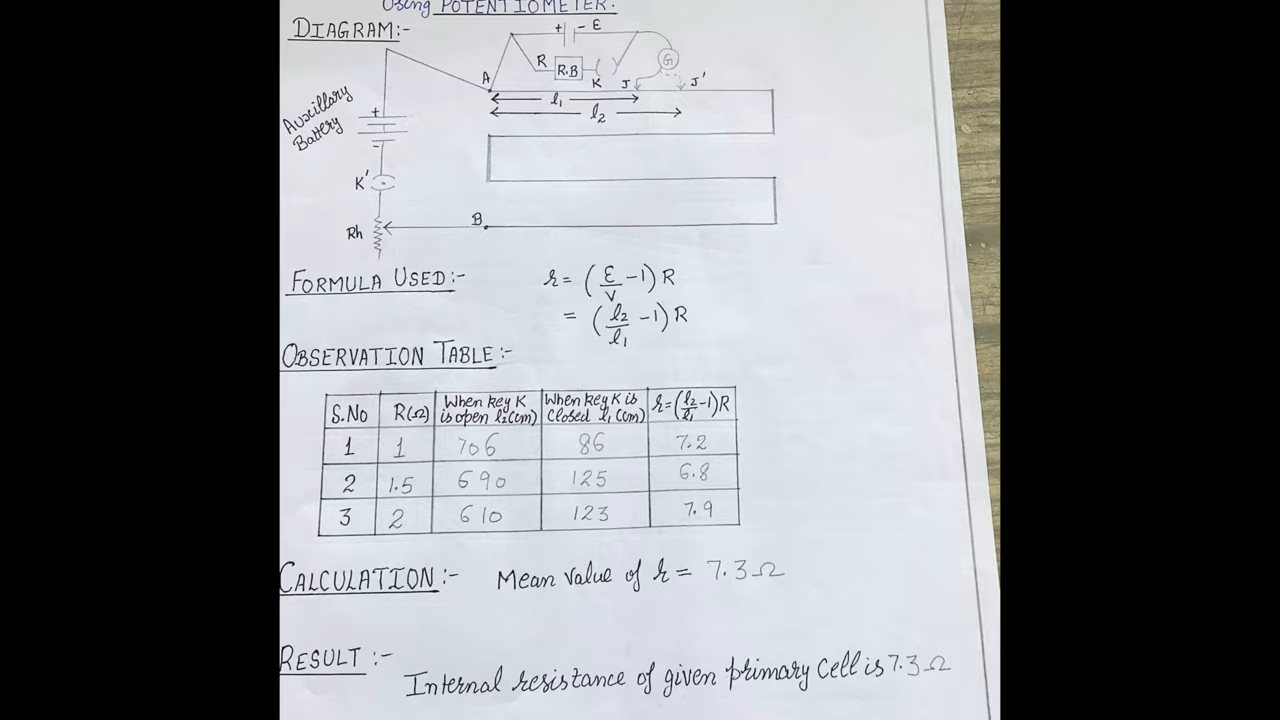 Using POTENTIOMETER.
DIAGRAM:-
+ - E
R R.B K G
A J J'
l₁
l₂
Auxcillary
Battery
+
-
K'
Rh
B
FORMULA USED:- r = (E/V -1) R
= (l₂/l₁ -1) R
OBSERVATION TABLE:-
S.NO R(Ω) When key K is open l₂(cm) When key K is closed l₁(cm) r=(l₂/l₁-1)R
1 1 706 86 7.2
2 1.5 690 125 6.8
3 2 610 123 7.9
CALCULATION:- Mean value of r = 7.3Ω
RESULT:-
Internal resistance of given primary cell is 7.3Ω